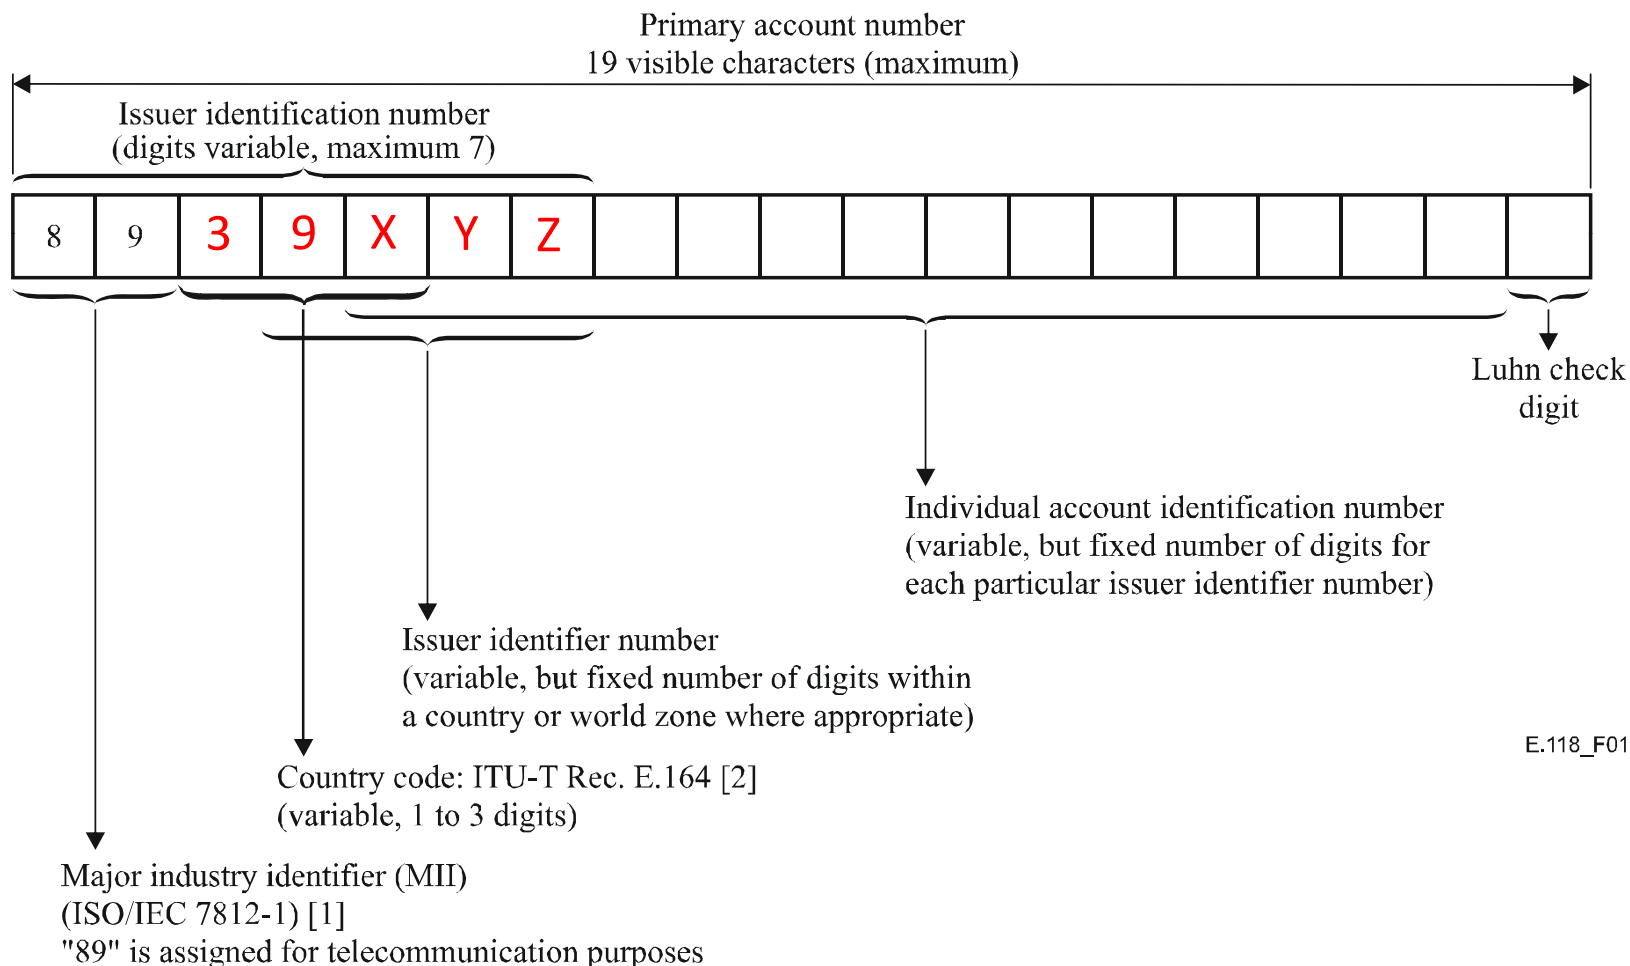 Primary account number
19 visible characters (maximum)
Issuer identification number
(digits variable, maximum 7)
8 9 3 9 X Y Z
Luhn check
digit
Individual account identification number
(variable, but fixed number of digits for
each particular issuer identifier number)
Issuer identifier number
(variable, but fixed number of digits within
a country or world zone where appropriate)
E.118_F01
Country code: ITU-T Rec. E.164 [2]
(variable, 1 to 3 digits)
Major industry identifier (MII)
(ISO/IEC 7812-1) [1]
"89" is assigned for telecommunication purposes